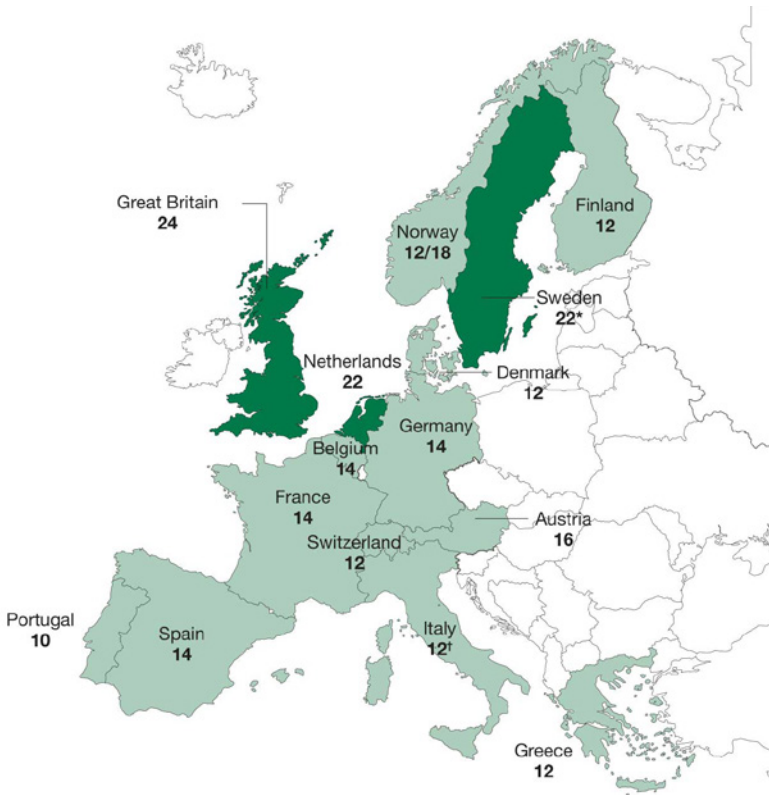 Great Britain
24
Finland
12
Norway
12/18
Sweden
22*
Netherlands
22
Denmark
12
Germany
14
Belgium
14
France
14
Austria
16
Switzerland
12
Portugal
10
Spain
14
Italy
12†
Greece
12